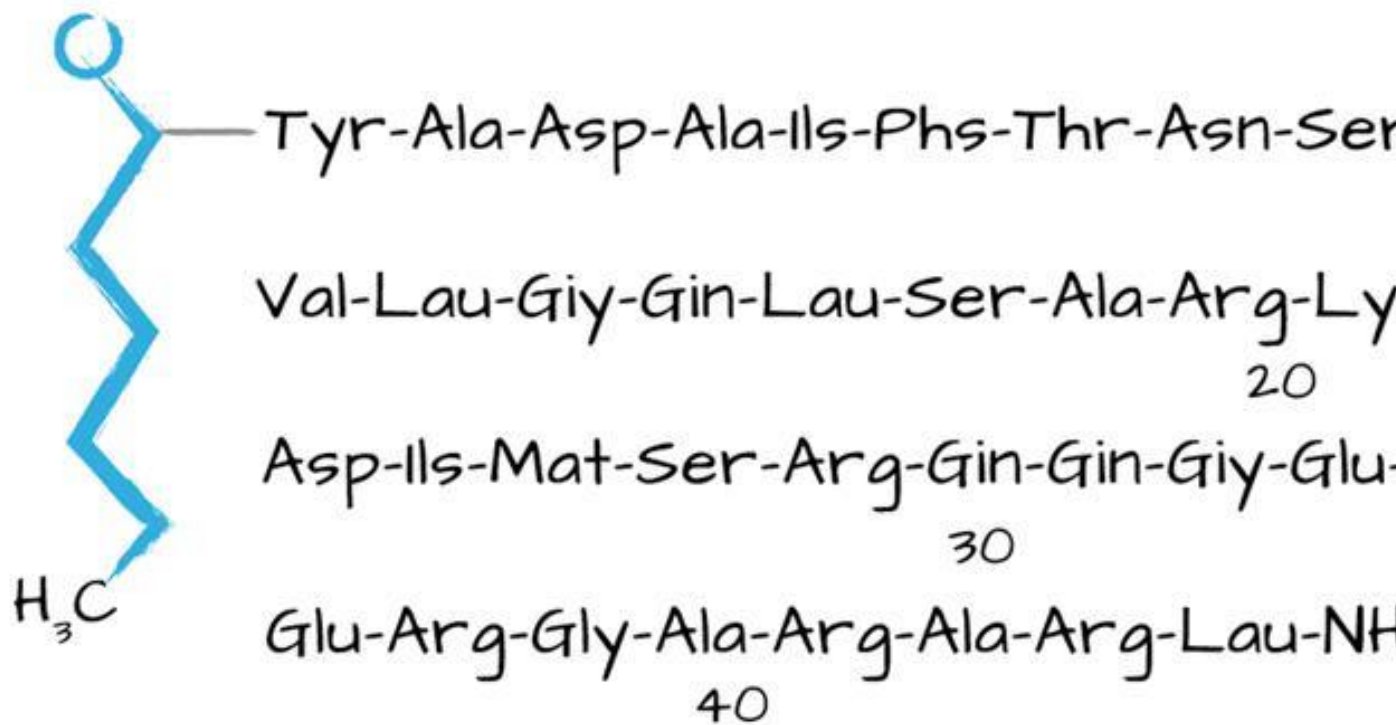 O
Tyr-Ala-Asp-Ala-Ils-Phs-Thr-Asn-Ser
Val-Lau-Giy-Gin-Lau-Ser-Ala-Arg-Ly
20
Asp-Ils-Mat-Ser-Arg-Gin-Gin-Giy-Glu-
30
H₃C
Glu-Arg-Gly-Ala-Arg-Ala-Arg-Lau-NH
40